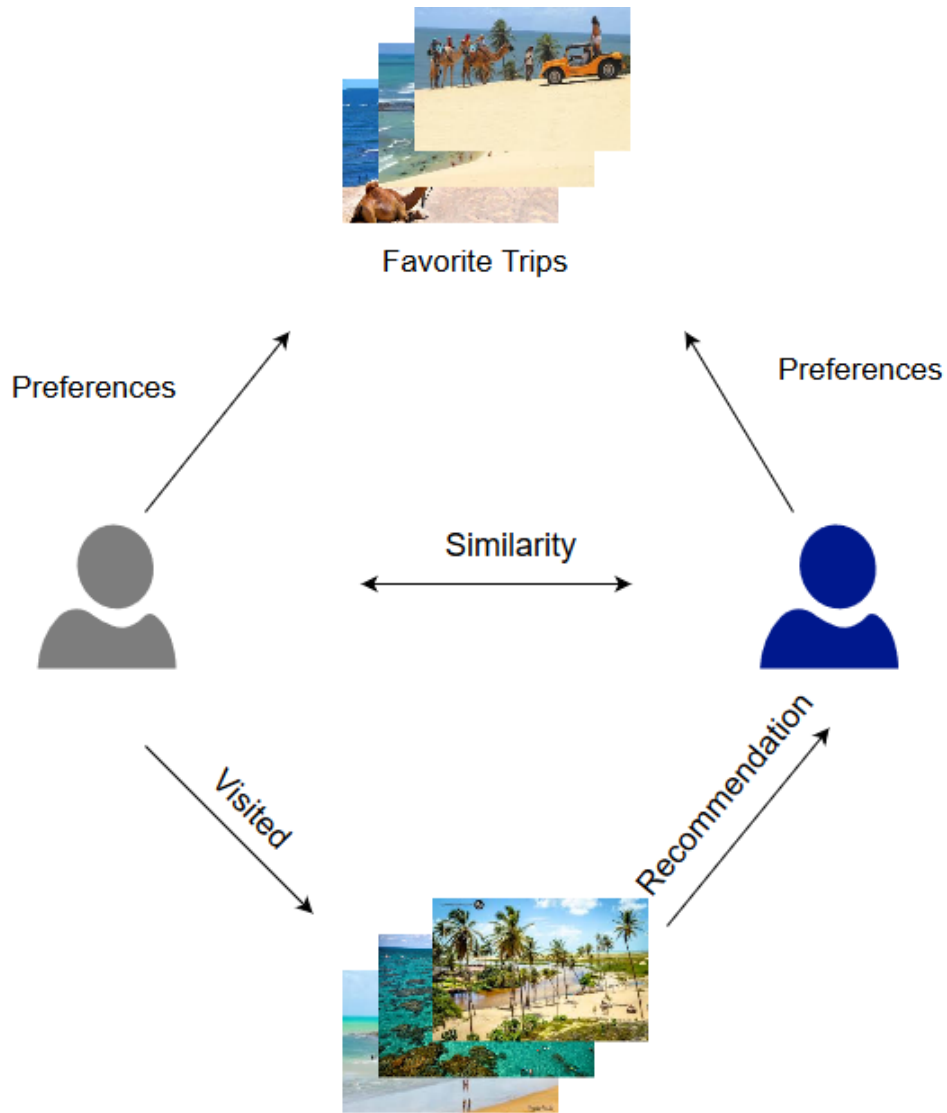 Favorite Trips
Preferences
Preferences
Similarity
Visited
Recommendation